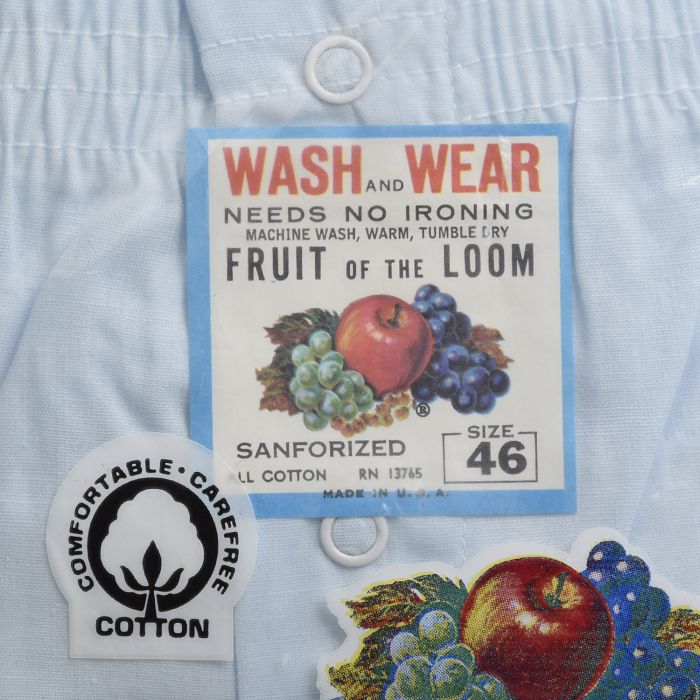 WASH AND WEAR
NEEDS NO IRONING
MACHINE WASH, WARM, TUMBLE DRY
FRUIT OF THE LOOM
®
SANFORIZED
ALL COTTON RN 13765
SIZE
46
MADE IN U.S.A.
COMFORTABLE • CAREFREE
COTTON